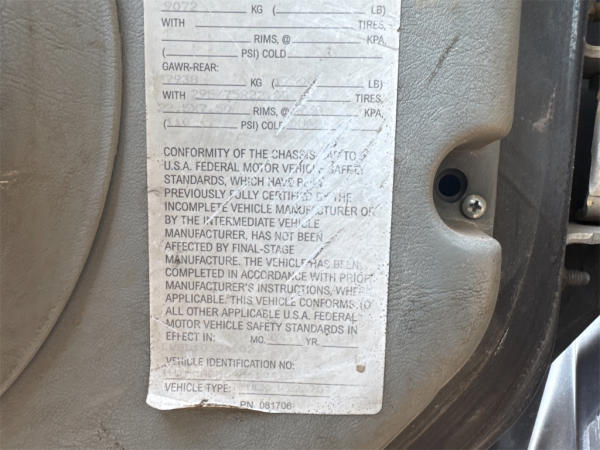 9072 KG ( LB)
WITH TIRES,
RIMS, @ KPA,
( PSI) COLD
GAWR-REAR:
KG ( LB)
WITH TIRES,
RIMS, @ KPA,
( PSI) COLD
CONFORMITY OF THE CHASSIS TO
U.S.A. FEDERAL MOTOR VEHICLE SAFETY
STANDARDS, WHICH HAVE BEEN
PREVIOUSLY FULLY CERTIFIED BY THE
INCOMPLETE VEHICLE MANUFACTURER OR
BY THE INTERMEDIATE VEHICLE
MANUFACTURER, HAS NOT BEEN
AFFECTED BY FINAL-STAGE
MANUFACTURE. THE VEHICLE HAS BEEN
COMPLETED IN ACCORDANCE WITH PRIOR
MANUFACTURER'S INSTRUCTIONS, WHERE
APPLICABLE. THIS VEHICLE CONFORMS TO
ALL OTHER APPLICABLE U.S.A. FEDERAL
MOTOR VEHICLE SAFETY STANDARDS IN
EFFECT IN: MO. YR.
VEHICLE IDENTIFICATION NO:
VEHICLE TYPE:
PN 081706